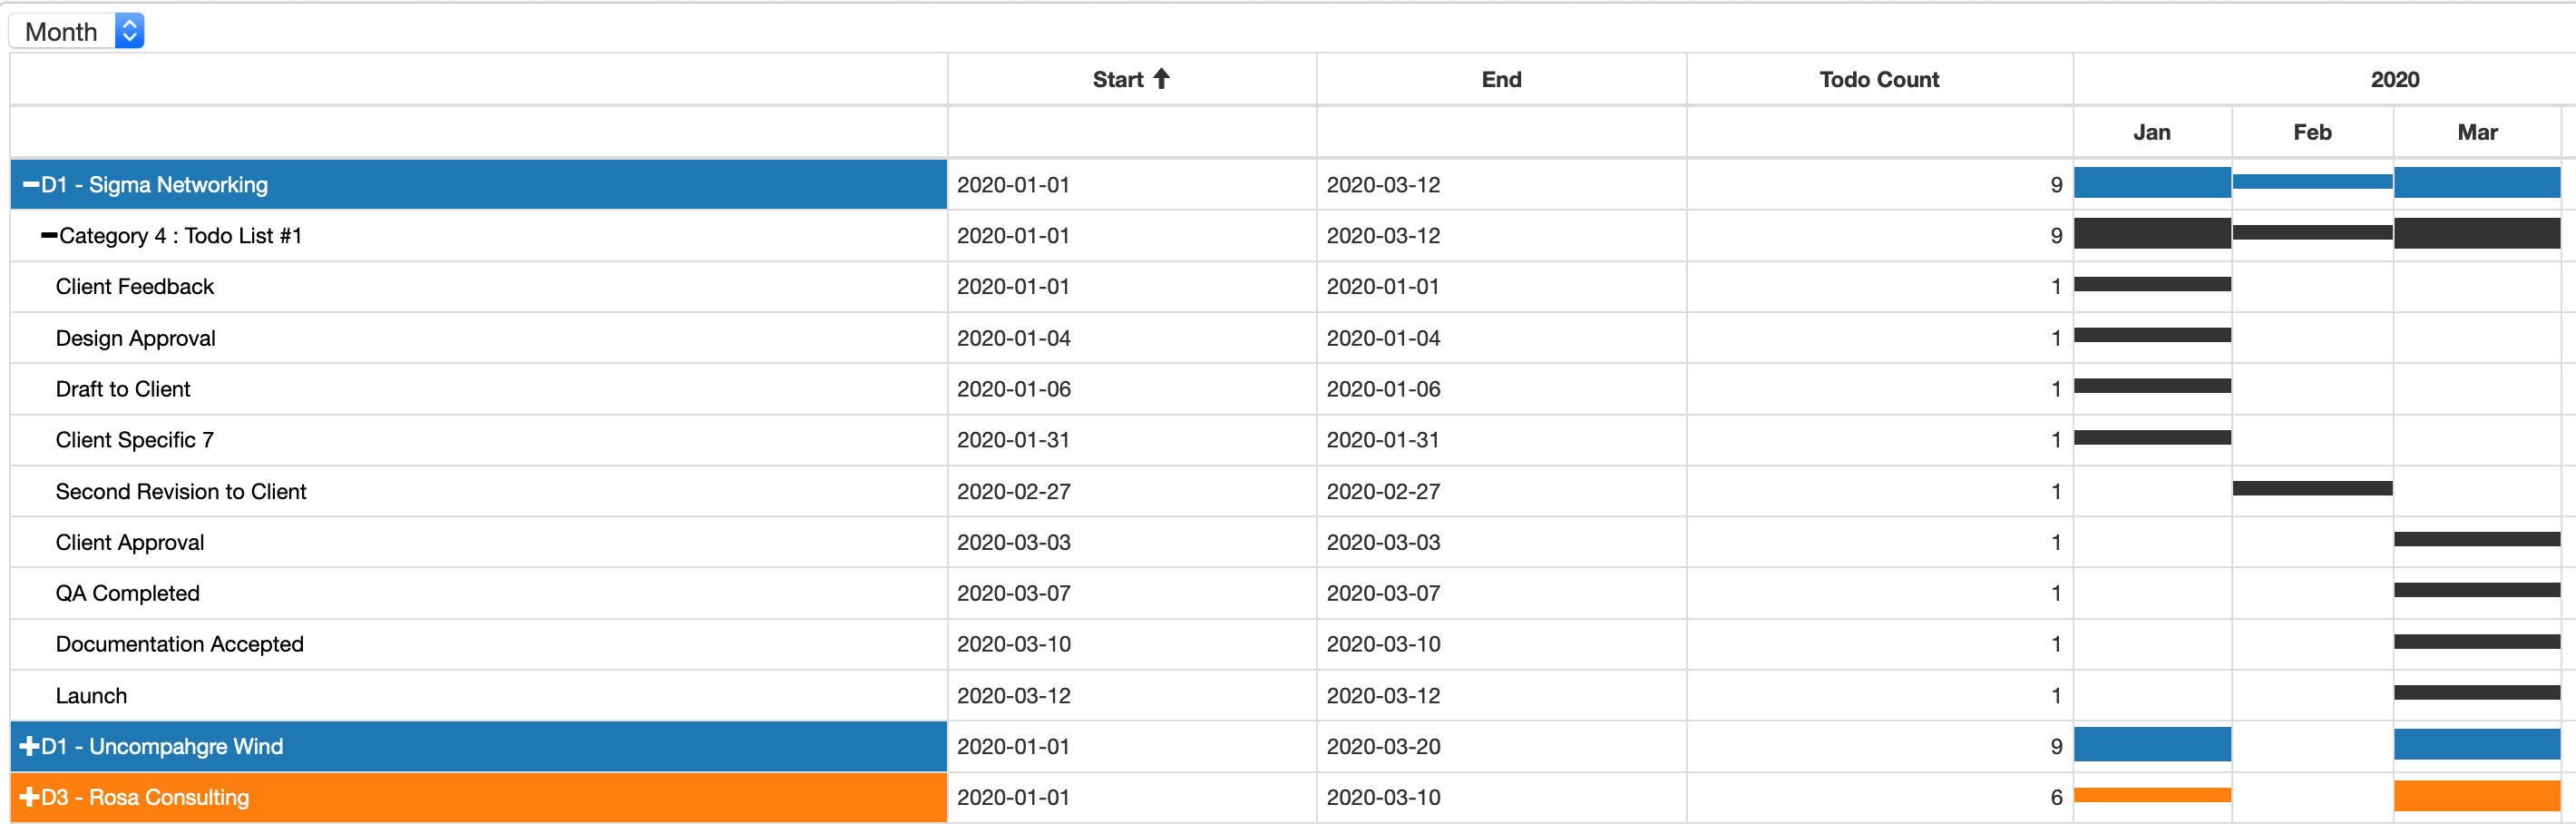 Month
Start End Todo Count 2020
Jan Feb Mar
D1 - Sigma Networking 2020-01-01 2020-03-12 9
Category 4 : Todo List #1 2020-01-01 2020-03-12 9
Client Feedback 2020-01-01 2020-01-01 1
Design Approval 2020-01-04 2020-01-04 1
Draft to Client 2020-01-06 2020-01-06 1
Client Specific 7 2020-01-31 2020-01-31 1
Second Revision to Client 2020-02-27 2020-02-27 1
Client Approval 2020-03-03 2020-03-03 1
QA Completed 2020-03-07 2020-03-07 1
Documentation Accepted 2020-03-10 2020-03-10 1
Launch 2020-03-12 2020-03-12 1
D1 - Uncompahgre Wind 2020-01-01 2020-03-20 9
D3 - Rosa Consulting 2020-01-01 2020-03-10 6